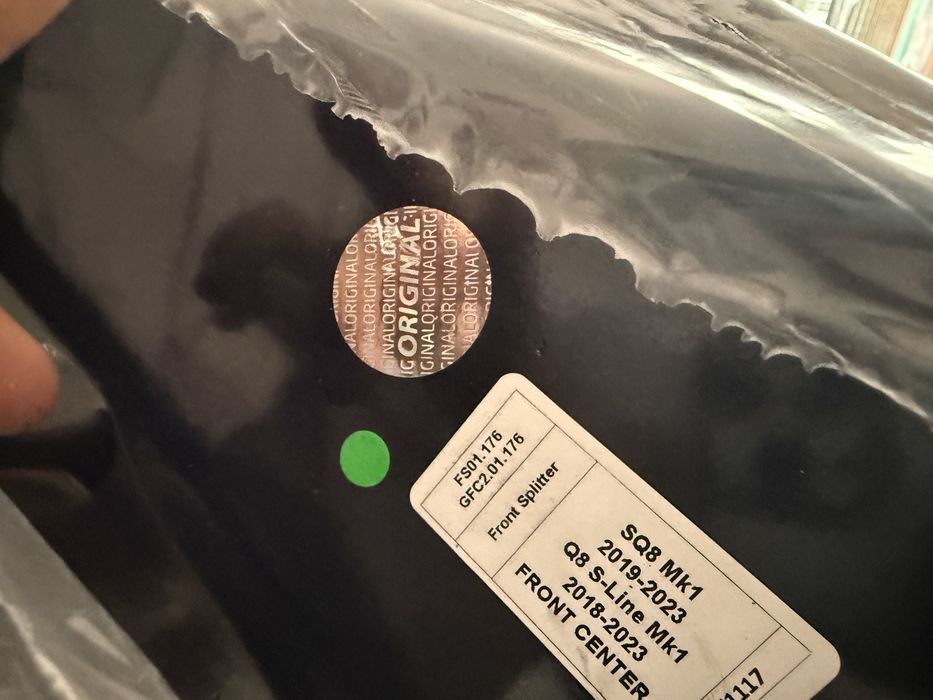 ORIGINAL
FS01.176
GFC2.01.176
Front Splitter
SQ8 Mk1
2019-2023
Q8 S-Line Mk1
2018-2023
FRONT CENTER